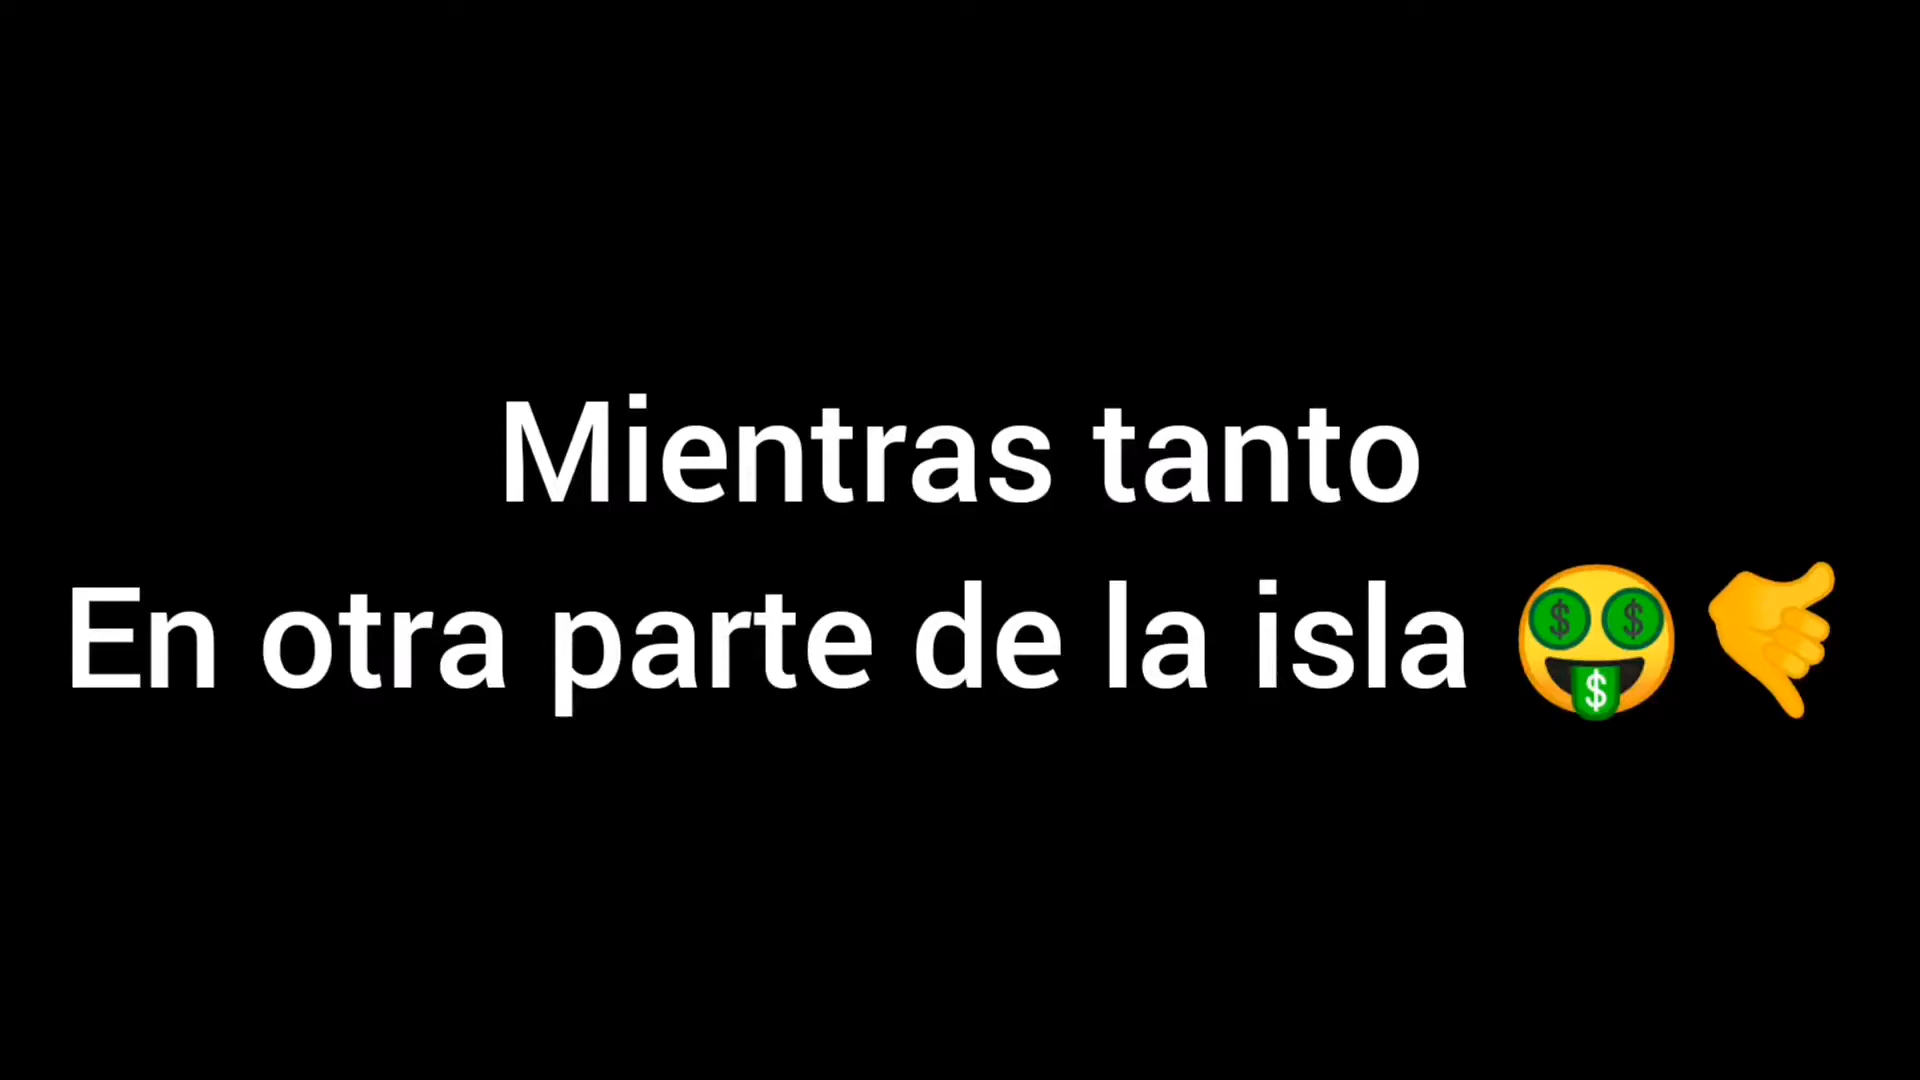 Mientras tanto
En otra parte de la isla 🤑🤙